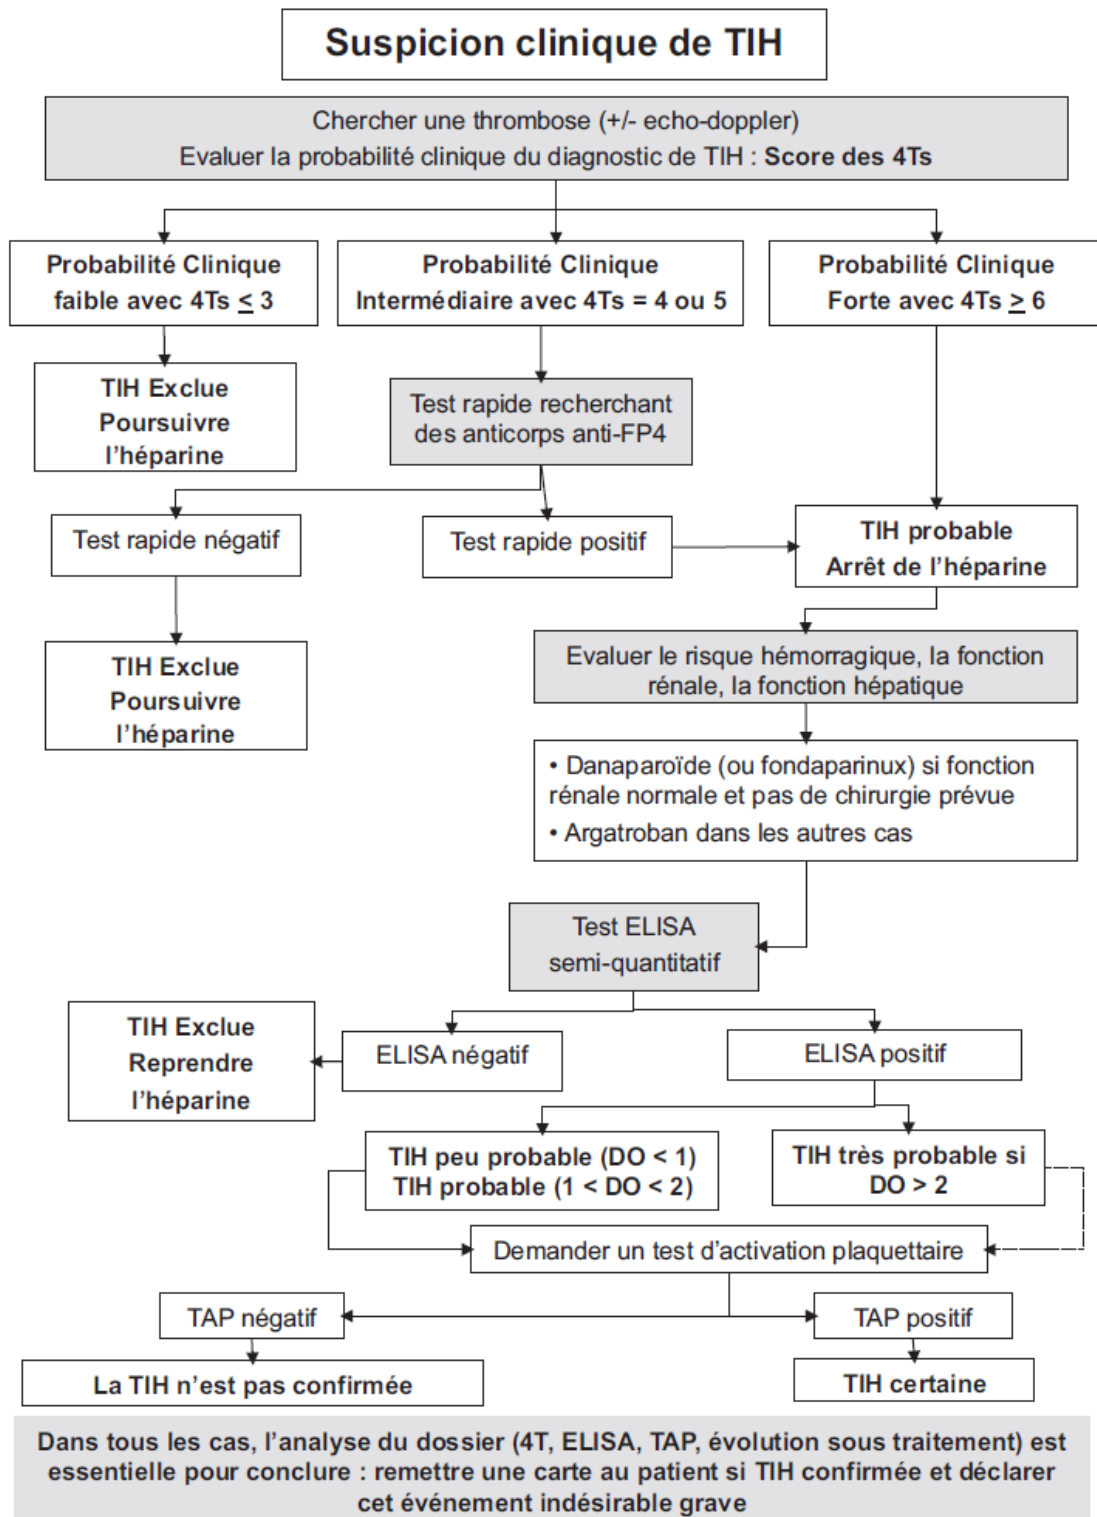 Suspicion clinique de TIH
Chercher une thrombose (+/- echo-doppler)
Evaluer la probabilité clinique du diagnostic de TIH : Score des 4Ts
Probabilité Clinique
faible avec 4Ts ≤ 3
Probabilité Clinique
Intermédiaire avec 4Ts = 4 ou 5
Probabilité Clinique
Forte avec 4Ts ≥ 6
TIH Exclue
Poursuivre
l'héparine
Test rapide recherchant
des anticorps anti-FP4
Test rapide négatif
Test rapide positif
TIH probable
Arrêt de l'héparine
TIH Exclue
Poursuivre
l'héparine
Evaluer le risque hémorragique, la fonction
rénale, la fonction hépatique
• Danaparoïde (ou fondaparinux) si fonction
rénale normale et pas de chirurgie prévue
• Argatroban dans les autres cas
Test ELISA
semi-quantitatif
TIH Exclue
Reprendre
l'héparine
ELISA négatif
ELISA positif
TIH peu probable (DO < 1)
TIH probable (1 < DO < 2)
TIH très probable si
DO > 2
Demander un test d'activation plaquettaire
TAP négatif
TAP positif
La TIH n'est pas confirmée
TIH certaine
Dans tous les cas, l'analyse du dossier (4T, ELISA, TAP, évolution sous traitement) est
essentielle pour conclure : remettre une carte au patient si TIH confirmée et déclarer
cet événement indésirable grave